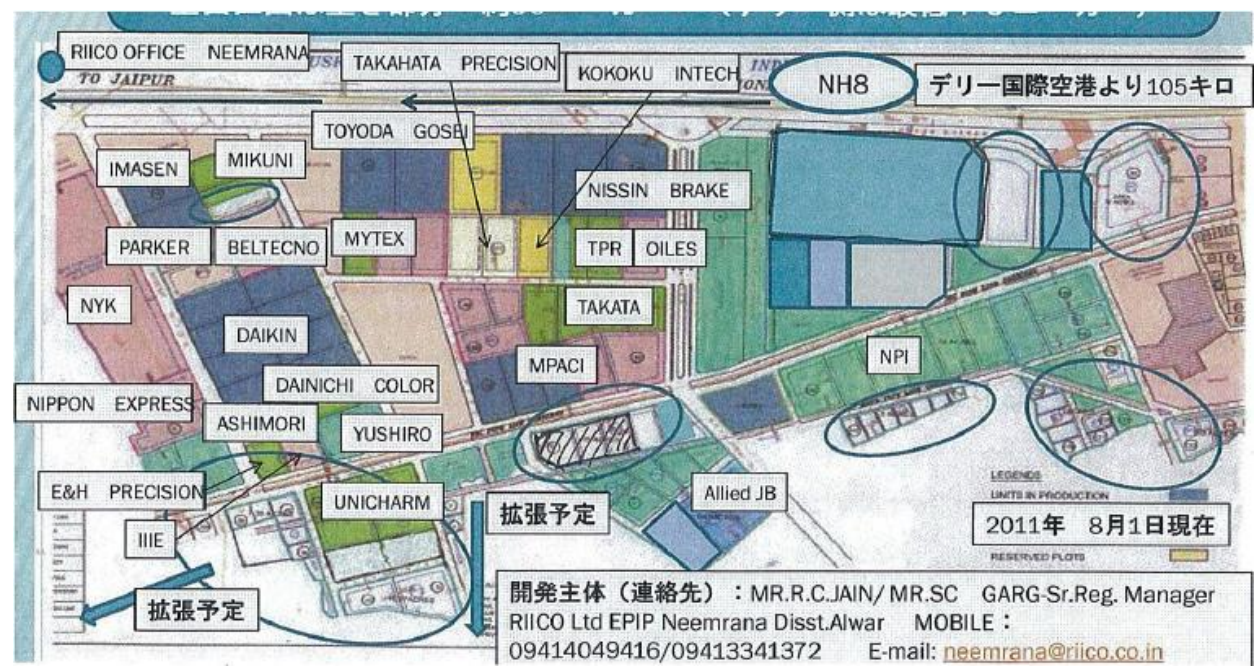 RIICO OFFICE NEEMRANA
TAKAHATA PRECISION
KOKOKU INTECH
NH8
デリー国際空港より105キロ
TO JAIPUR
TOYODA GOSEI
IMASEN
MIKUNI
NISSIN BRAKE
PARKER
BELTECNO
MYTEX
TPR
OILES
NYK
TAKATA
DAIKIN
MPACI
NPI
DAINICHI COLOR
NIPPON EXPRESS
ASHIMORI
YUSHIRO
E&H PRECISION
UNICHARM
Allied JB
拡張予定
IIIE
拡張予定
LEGENDS
UNITS IN PRODUCTION
2011年 8月1日現在
RESERVED PLOTS
開発主体（連絡先）：MR.R.C.JAIN/ MR.SC GARG-Sr.Reg. Manager
RIICO Ltd EPIP Neemrana Disst.Alwar MOBILE：
09414049416/09413341372 E-mail: neemrana@riico.co.in